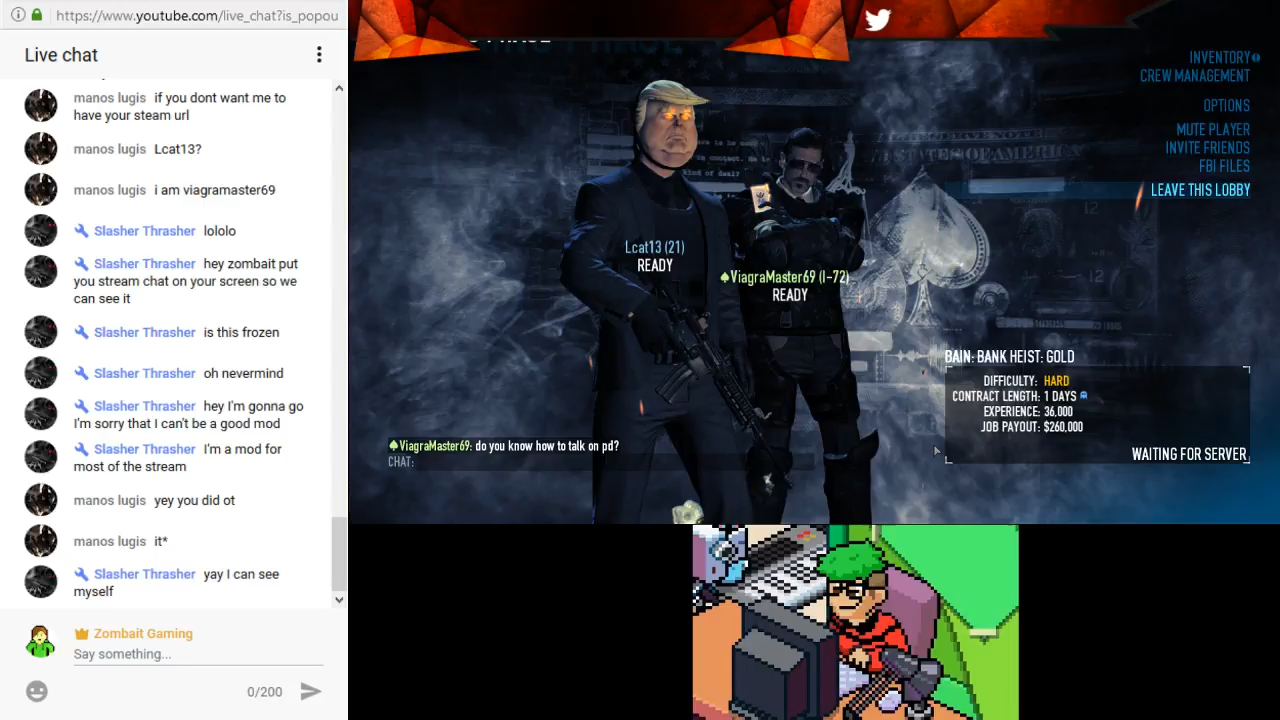 https://www.youtube.com/live_chat?is_popou
Live chat
manos lugis if you dont want me to
have your steam url
manos lugis Lcat13?
manos lugis i am viagramaster69
Slasher Thrasher lololo
Slasher Thrasher hey zombait put
you stream chat on your screen so we
can see it
Slasher Thrasher is this frozen
Slasher Thrasher oh nevermind
Slasher Thrasher hey I'm gonna go
I'm sorry that I can't be a good mod
Slasher Thrasher I'm a mod for
most of the stream
manos lugis yey you did ot
manos lugis it*
Slasher Thrasher yay I can see
myself
Zombait Gaming
Say something...
0/200
INVENTORY
CREW MANAGEMENT
OPTIONS
MUTE PLAYER
INVITE FRIENDS
FBI FILES
LEAVE THIS LOBBY
Lcat13 (21)
READY
ViagraMaster69 (I-72)
READY
BAIN: BANK HEIST: GOLD
DIFFICULTY: HARD
CONTRACT LENGTH: 1 DAYS
EXPERIENCE: 36,000
JOB PAYOUT: $260,000
WAITING FOR SERVER
ViagraMaster69: do you know how to talk on pd?
CHAT: